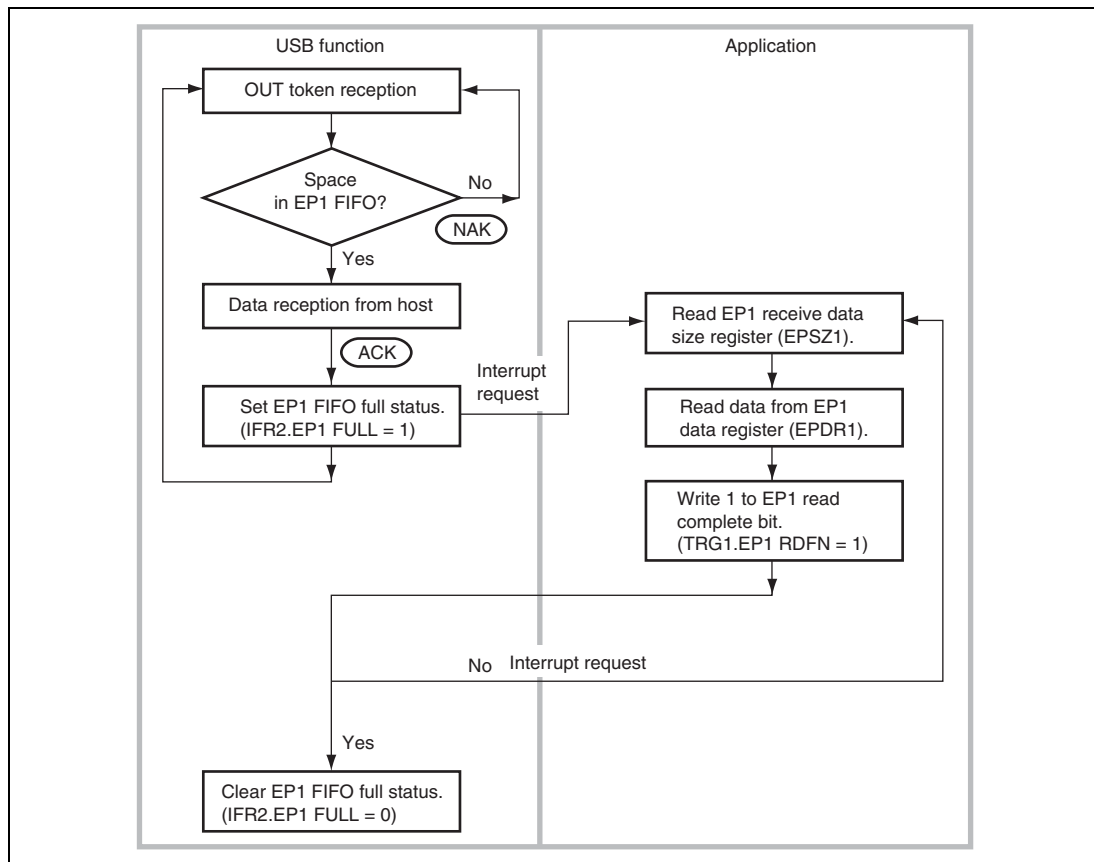 USB function
Application
OUT token reception
Space
in EP1 FIFO?
No
NAK
Yes
Data reception from host
ACK
Set EP1 FIFO full status.
(IFR2.EP1 FULL = 1)
Interrupt
request
Read EP1 receive data
size register (EPSZ1).
Read data from EP1
data register (EPDR1).
Write 1 to EP1 read
complete bit.
(TRG1.EP1 RDFN = 1)
No
Interrupt request
Yes
Clear EP1 FIFO full status.
(IFR2.EP1 FULL = 0)